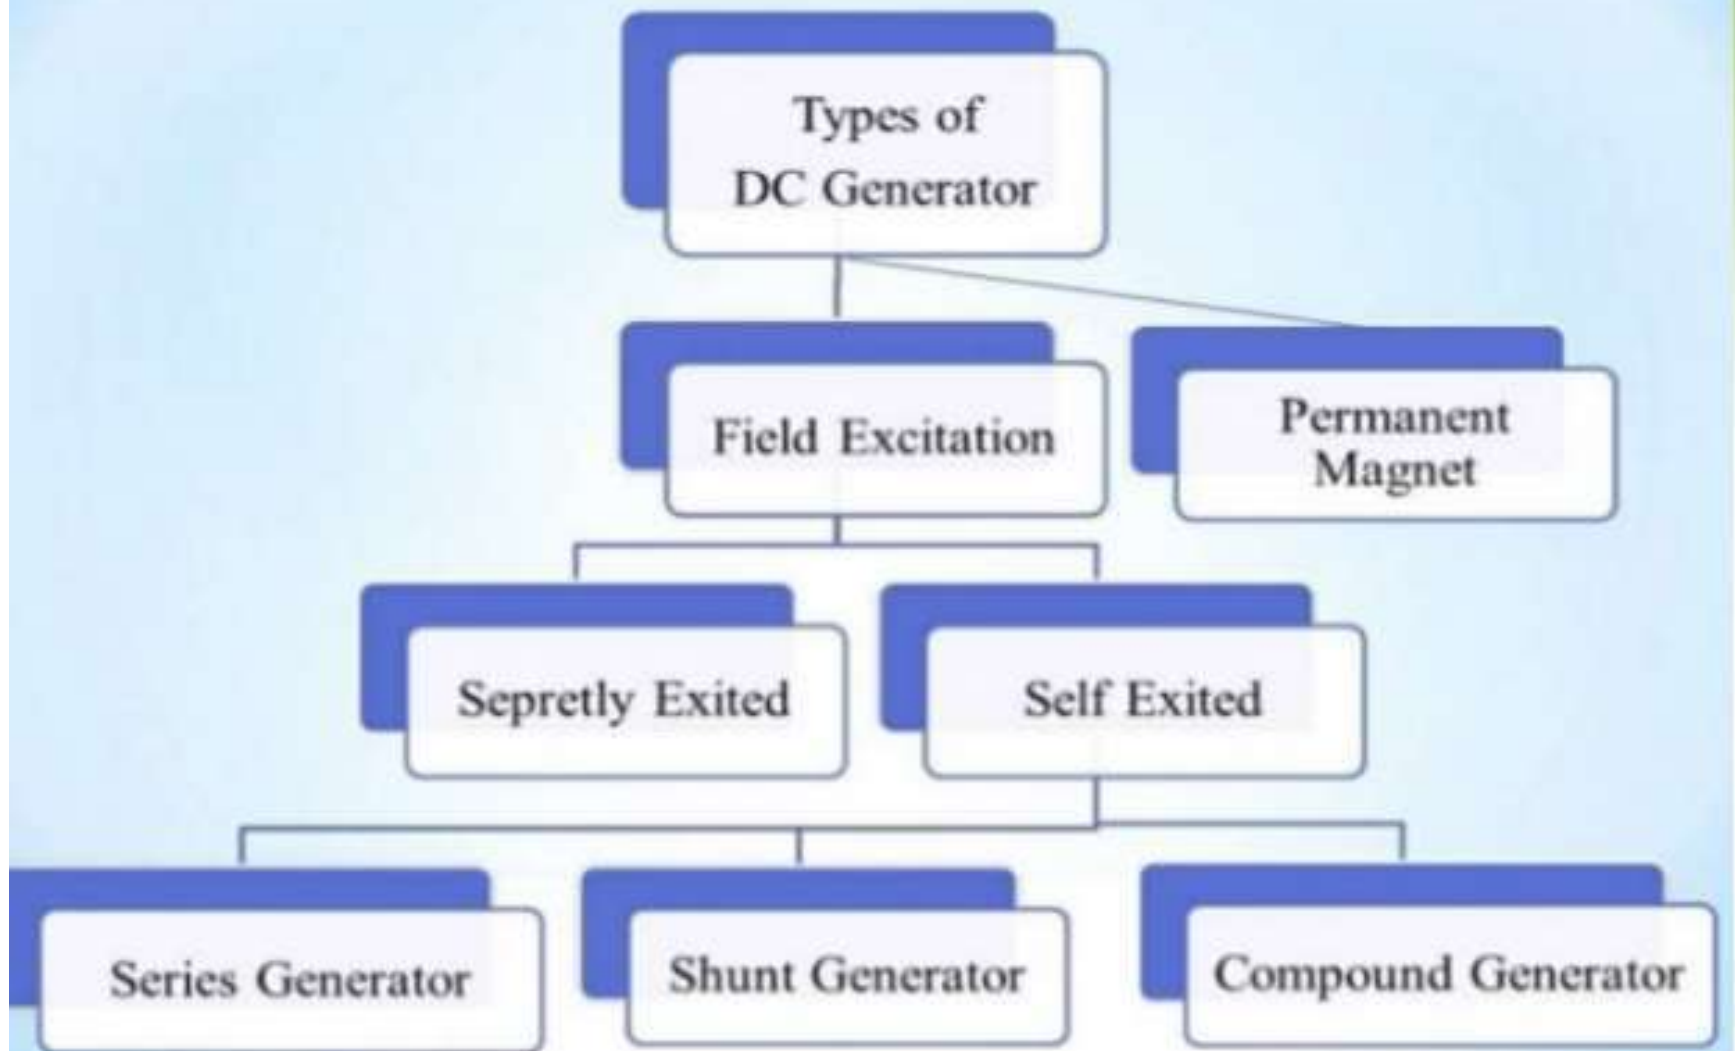 Types of
DC Generator
Field Excitation
Permanent
Magnet
Sepretly Exited
Self Exited
Series Generator
Shunt Generator
Compound Generator